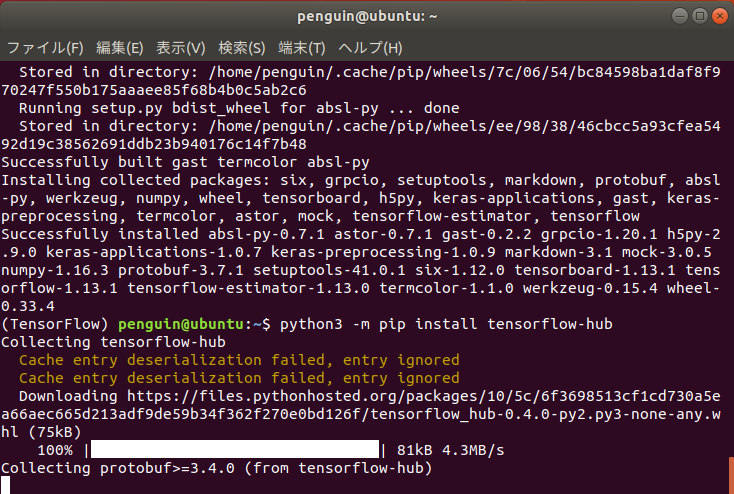 penguin@ubuntu: ~
ファイル(F) 編集(E) 表示(V) 検索(S) 端末(T) ヘルプ(H)
Stored in directory: /home/penguin/.cache/pip/wheels/7c/06/54/bc84598ba1daf8f9
70247f550b175aaaee85f68b4b0c5ab2c6
Running setup.py bdist_wheel for absl-py ... done
Stored in directory: /home/penguin/.cache/pip/wheels/ee/98/38/46cbcc5a93cfea54
92d19c38562691ddb23b940176c14f7b48
Successfully built gast termcolor absl-py
Installing collected packages: six, grpcio, setuptools, markdown, protobuf, absl
-py, werkzeug, numpy, wheel, tensorboard, h5py, keras-applications, gast, keras-
preprocessing, termcolor, astor, mock, tensorflow-estimator, tensorflow
Successfully installed absl-py-0.7.1 astor-0.7.1 gast-0.2.2 grpcio-1.20.1 h5py-2
.9.0 keras-applications-1.0.7 keras-preprocessing-1.0.9 markdown-3.1 mock-3.0.5
numpy-1.16.3 protobuf-3.7.1 setuptools-41.0.1 six-1.12.0 tensorboard-1.13.1 tens
orflow-1.13.1 tensorflow-estimator-1.13.0 termcolor-1.1.0 werkzeug-0.15.4 wheel-
0.33.4
(TensorFlow) penguin@ubuntu:~$ python3 -m pip install tensorflow-hub
Collecting tensorflow-hub
Cache entry deserialization failed, entry ignored
Cache entry deserialization failed, entry ignored
Downloading https://files.pythonhosted.org/packages/10/5c/6f3698513cf1cd730a5e
a66aec665d213adf9de59b34f362f270e0bd126f/tensorflow_hub-0.4.0-py2.py3-none-any.w
hl (75kB)
100% |████████████████████████████████| 81kB 4.3MB/s
Collecting protobuf>=3.4.0 (from tensorflow-hub)